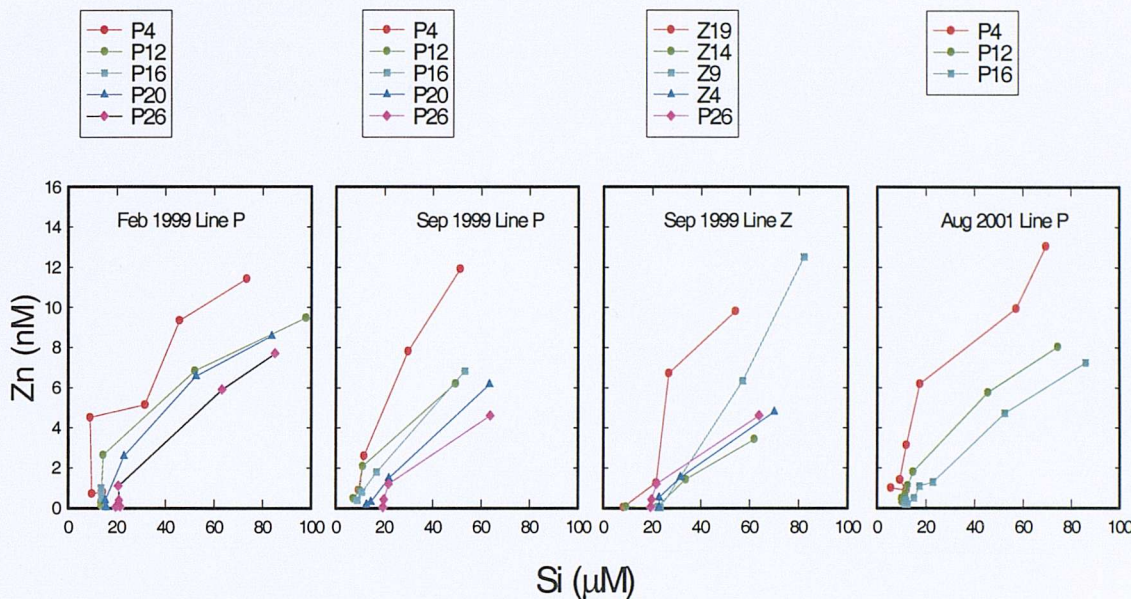 P4
P12
P16
P20
P26
P4
P12
P16
P20
P26
Z19
Z14
Z9
Z4
P26
P4
P12
P16
Feb 1999 Line P
Sep 1999 Line P
Sep 1999 Line Z
Aug 2001 Line P
Zn (nM)
16
14
12
10
8
6
4
2
0
0 20 40 60 80 100
0 20 40 60 80 100
0 20 40 60 80 100
0 20 40 60 80 100
Si (µM)